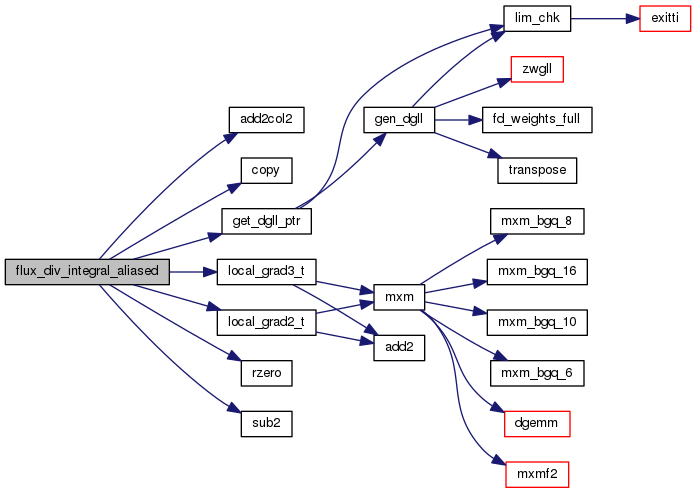 lim_chk
exitti
zwgll
add2col2
gen_dgll
fd_weights_full
copy
transpose
get_dgll_ptr
mxm_bgq_8
flux_div_integral_aliased
local_grad3_t
mxm_bgq_16
mxm
local_grad2_t
mxm_bgq_10
add2
rzero
mxm_bgq_6
sub2
dgemm
mxmf2